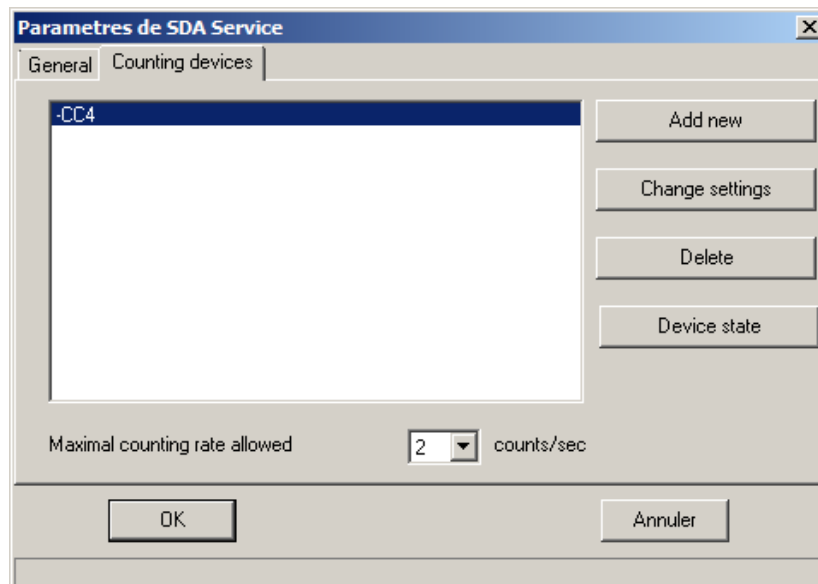 Parametres de SDA Service
General
Counting devices
-CC4
Add new
Change settings
Delete
Device state
Maximal counting rate allowed 2 counts/sec
OK
Annuler